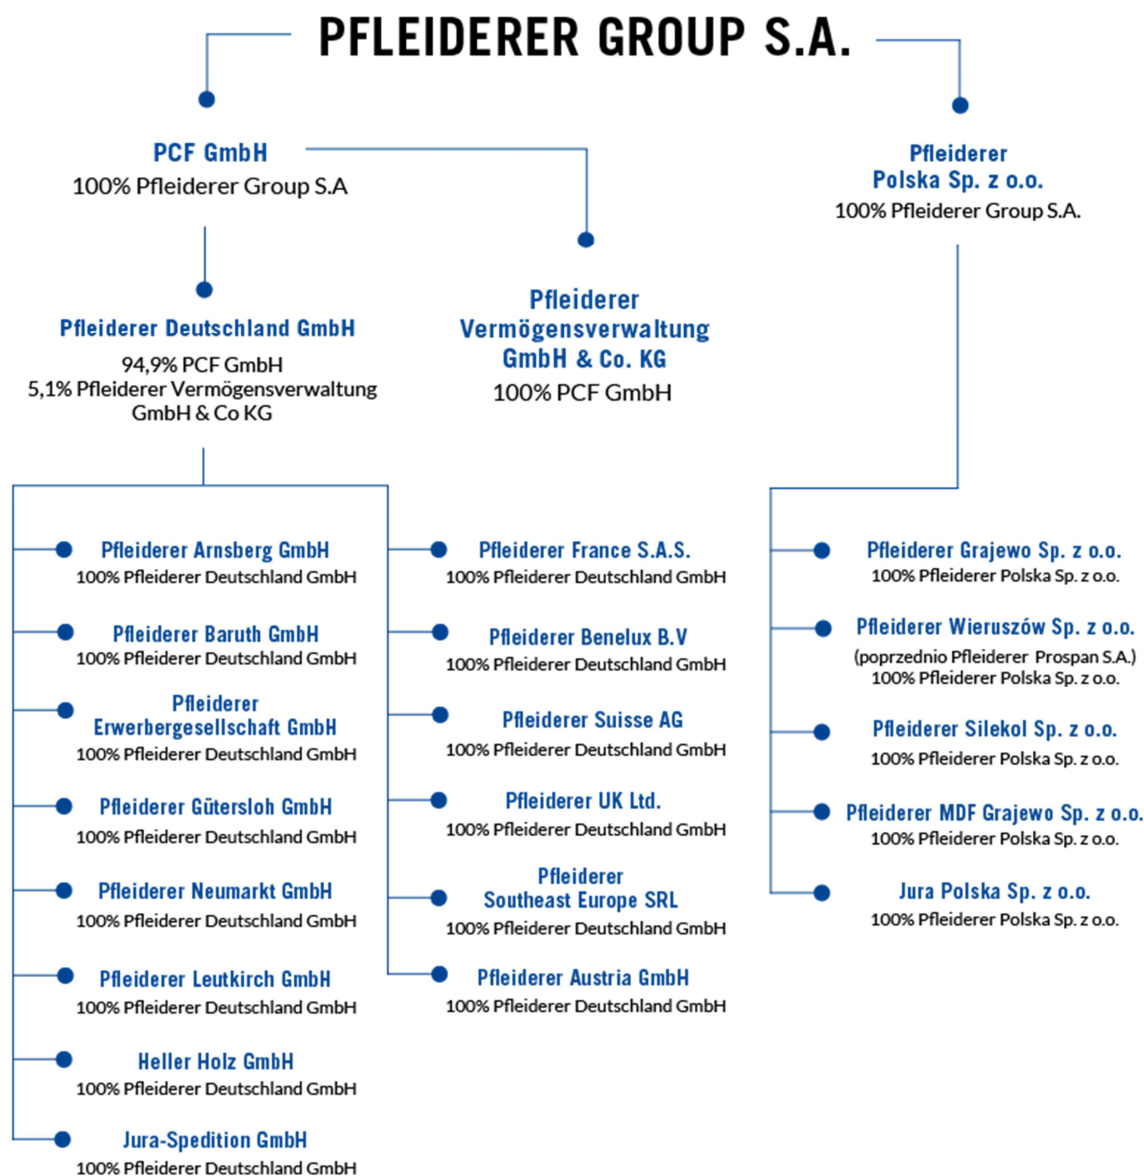 PFLEIDERER GROUP S.A.
PCF GmbH
100% Pfleiderer Group S.A
Pfleiderer
Polska Sp. z o.o.
100% Pfleiderer Group S.A.
Pfleiderer Deutschland GmbH
94,9% PCF GmbH
5,1% Pfleiderer Vermögensverwaltung
GmbH & Co KG
Pfleiderer
Vermögensverwaltung
GmbH & Co. KG
100% PCF GmbH
Pfleiderer Arnsberg GmbH
100% Pfleiderer Deutschland GmbH
Pfleiderer Baruth GmbH
100% Pfleiderer Deutschland GmbH
Pfleiderer
Erwerbergesellschaft GmbH
100% Pfleiderer Deutschland GmbH
Pfleiderer Gütersloh GmbH
100% Pfleiderer Deutschland GmbH
Pfleiderer Neumarkt GmbH
100% Pfleiderer Deutschland GmbH
Pfleiderer Leutkirch GmbH
100% Pfleiderer Deutschland GmbH
Heller Holz GmbH
100% Pfleiderer Deutschland GmbH
Jura-Spedition GmbH
100% Pfleiderer Deutschland GmbH
Pfleiderer France S.A.S.
100% Pfleiderer Deutschland GmbH
Pfleiderer Benelux B.V
100% Pfleiderer Deutschland GmbH
Pfleiderer Suisse AG
100% Pfleiderer Deutschland GmbH
Pfleiderer UK Ltd.
100% Pfleiderer Deutschland GmbH
Pfleiderer
Southeast Europe SRL
100% Pfleiderer Deutschland GmbH
Pfleiderer Austria GmbH
100% Pfleiderer Deutschland GmbH
Pfleiderer Grajewo Sp. z o.o.
100% Pfleiderer Polska Sp. z o.o.
Pfleiderer Wieruszów Sp. z o.o.
(poprzednio Pfleiderer Prospan S.A.)
100% Pfleiderer Polska Sp. z o.o.
Pfleiderer Silekol Sp. z o.o.
100% Pfleiderer Polska Sp. z o.o.
Pfleiderer MDF Grajewo Sp. z o.o.
100% Pfleiderer Polska Sp. z o.o.
Jura Polska Sp. z o.o.
100% Pfleiderer Polska Sp. z o.o.